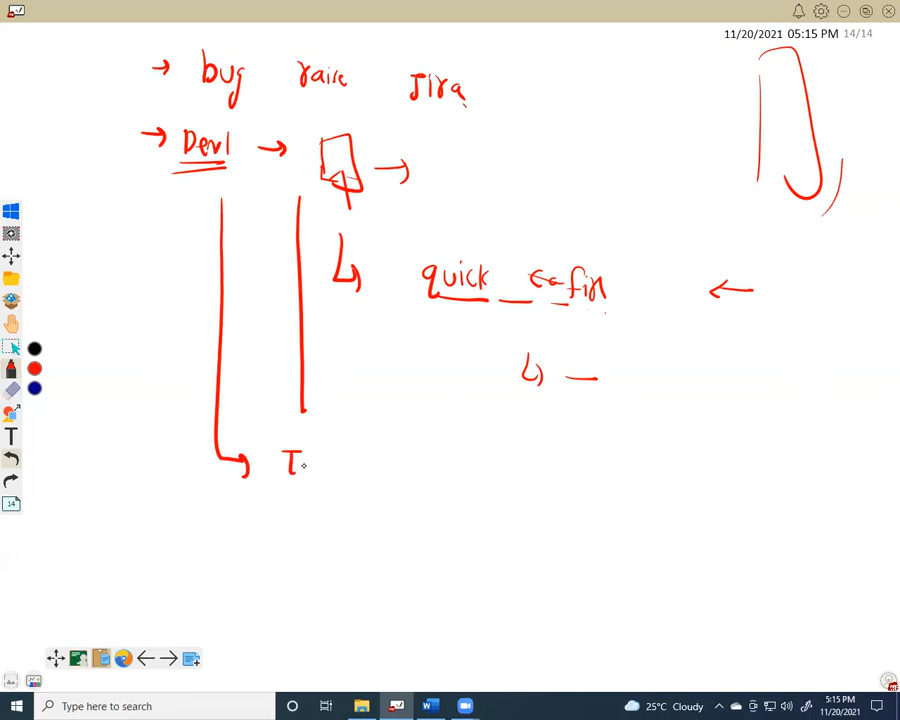 11/20/2021 05:15 PM 14/14
→ bug raise Jira
→ Devl →
quick
T
T
14
Type here to search
25°C Cloudy
5:15 PM
11/20/2021